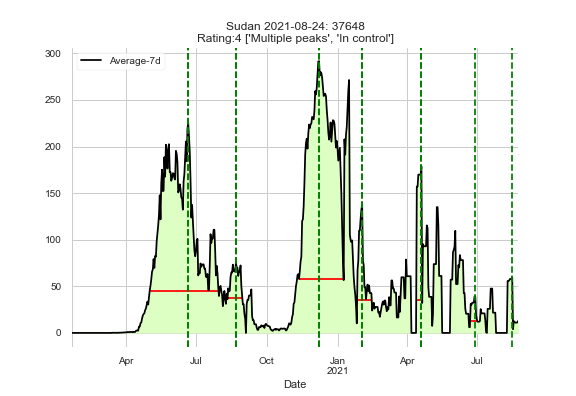 Sudan 2021-08-24: 37648
Rating:4 ['Multiple peaks', 'In control']
300
Average-7d
250
200
150
100
50
0
Apr Jul Oct Jan Apr Jul
2021
Date